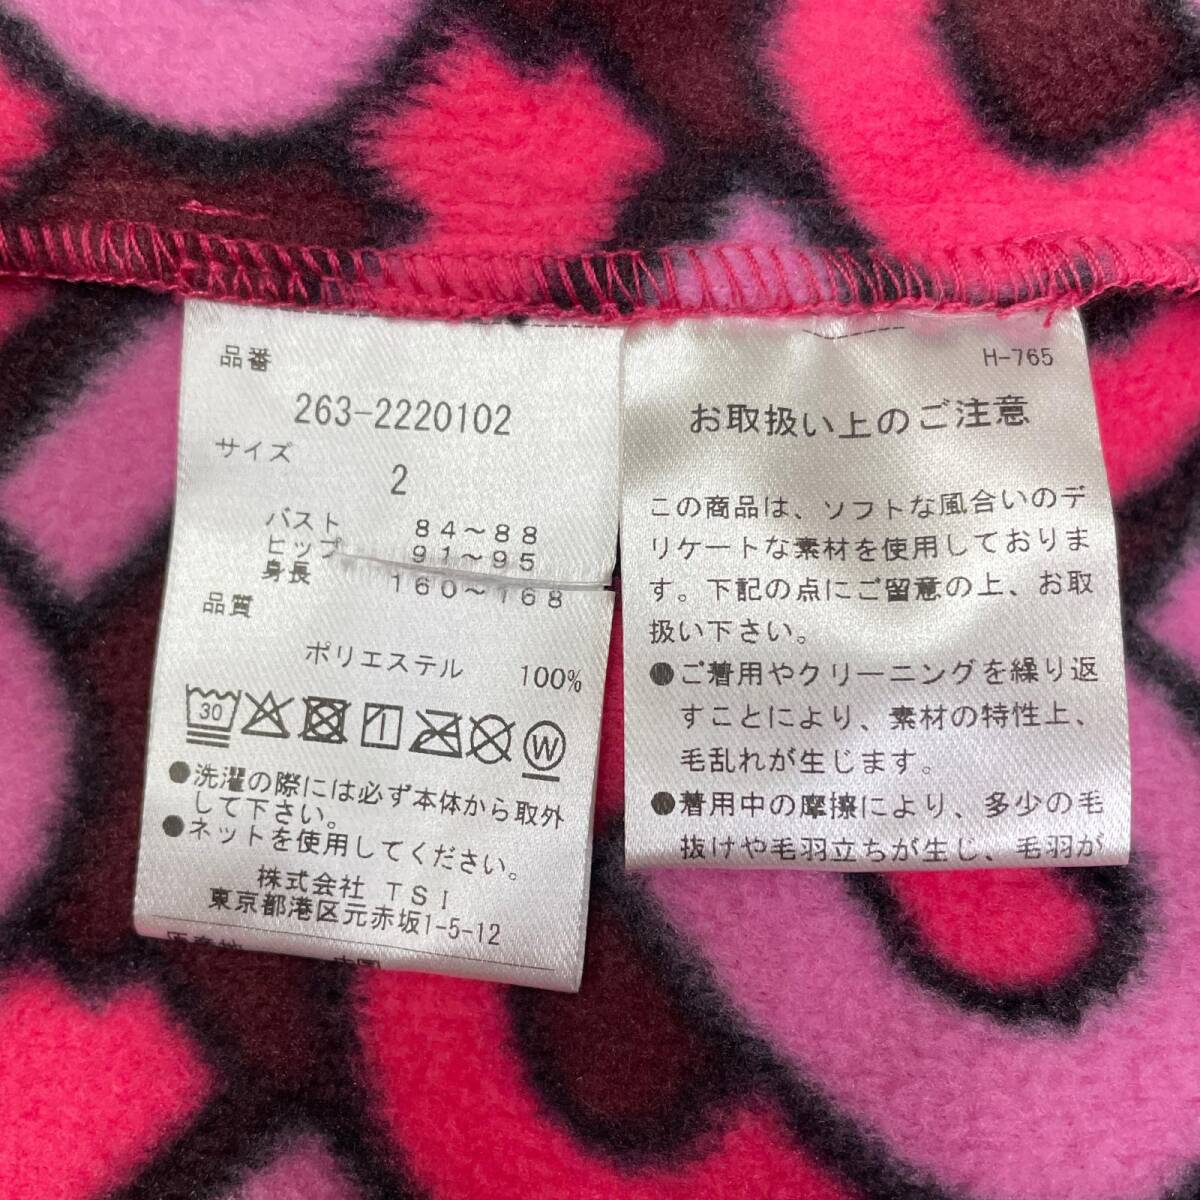 品番
263-2220102
サイズ
2
バスト 84～88
ヒップ 91～95
身長 160～168
品質
ポリエステル 100%
30 W
●洗濯の際には必ず本体から取外
して下さい。
●ネットを使用してください。
株式会社 TSI
東京都港区元赤坂1-5-12
原産地
中国
H-765
お取扱い上のご注意
この商品は、ソフトな風合いのデ
リケートな素材を使用しておりま
す。下記の点にご留意の上、お取
扱い下さい。
●ご着用やクリーニングを繰り返
すことにより、素材の特性上、
毛乱れが生じます。
●着用中の摩擦により、多少の毛
抜けや毛羽立ちが生じ、毛羽が